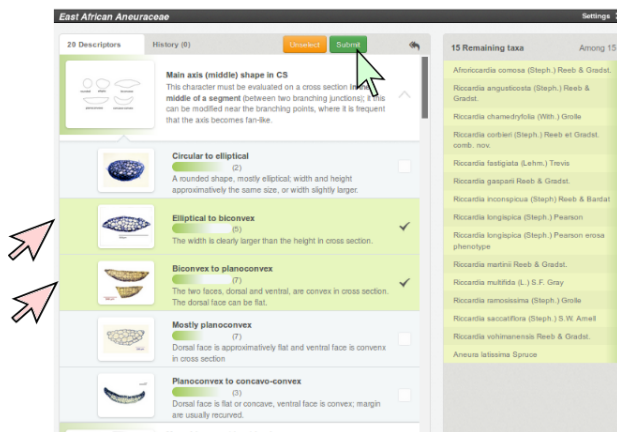 East African Aneuraceae
Settings
20 Descriptors
History (0)
Unselect
Submit
Main axis (middle) shape in CS
This character must be evaluated on a cross section in the
middle of a segment (between two branching junctions); it this
can be modified near the branching points, where it is frequent
that the axis becomes fan-like.
Circular to elliptical
(2)
A rounded shape, mostly elliptical; width and height
approximatively the same size, or width slightly larger.
Elliptical to biconvex
(5)
The width is clearly larger than the height in cross section.
Biconvex to planoconvex
(7)
The two faces, dorsal and ventral, are convex in cross section.
The dorsal face can be flat.
Mostly planoconvex
(7)
Dorsal face is approximatively flat and ventral face is convenx
in cross section
Planoconvex to concavo-convex
(3)
Dorsal face is flat or concave, ventral face is convex; margin
are usually recurved.
15 Remaining taxa
Among 15
Afroriccardia comosa (Steph.) Reeb & Gradst.
Riccardia angusticosta (Steph.) Reeb &
Gradst.
Riccardia chamedryfolia (With.) Grolle
Riccardia corbieri (Steph.) Reeb et Gradst.
comb. nov.
Riccardia fastigiata (Lehm.) Trevis
Riccardia gasparii Reeb & Gradst.
Riccardia inconspicua (Steph) Reeb & Bardat
Riccardia longispica (Steph.) Pearson
Riccardia longispica (Steph.) Pearson erosa
phenotype
Riccardia martinii Reeb & Gradst.
Riccardia multifida (L.) S.F. Gray
Riccardia ramosissima (Steph.) Grolle
Riccardia saccatiflora (Steph.) S.W. Arnell
Riccardia vohimanensis Reeb & Gradst.
Aneura latissima Spruce